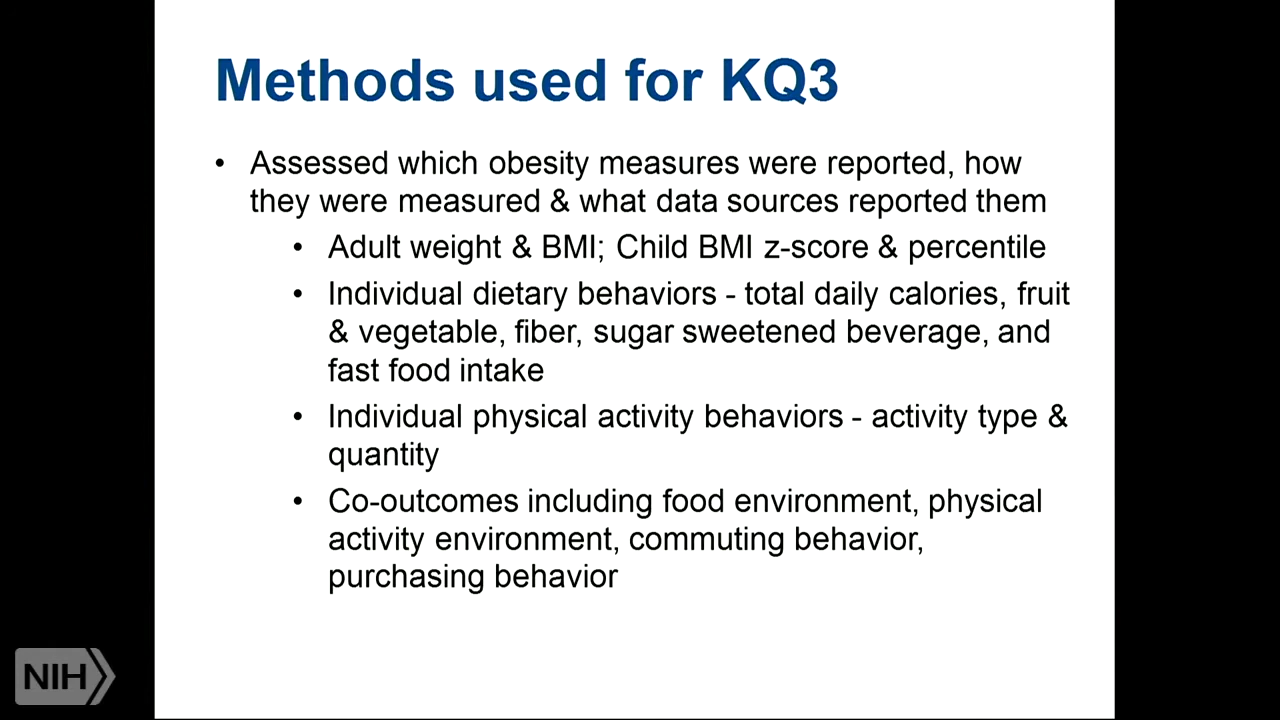 Methods used for KQ3
• Assessed which obesity measures were reported, how
they were measured & what data sources reported them
• Adult weight & BMI; Child BMI z-score & percentile
• Individual dietary behaviors - total daily calories, fruit
& vegetable, fiber, sugar sweetened beverage, and
fast food intake
• Individual physical activity behaviors - activity type &
quantity
• Co-outcomes including food environment, physical
activity environment, commuting behavior,
purchasing behavior
NIH